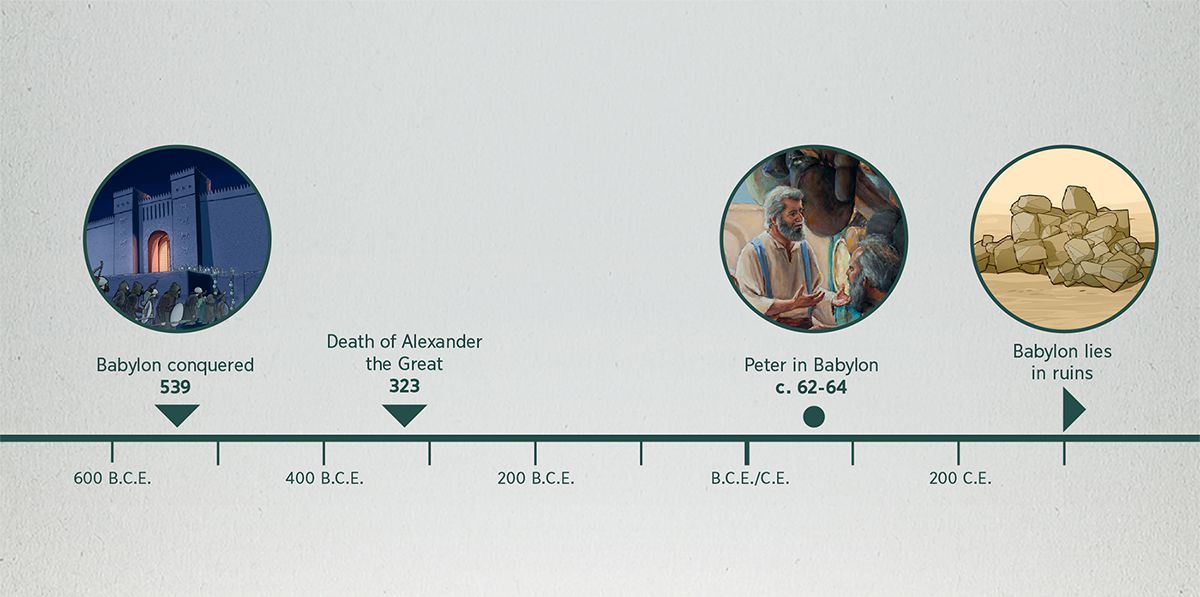 Babylon conquered
539
Death of Alexander
the Great
323
Peter in Babylon
c. 62-64
Babylon lies
in ruins
600 B.C.E.
400 B.C.E.
200 B.C.E.
B.C.E./C.E.
200 C.E.